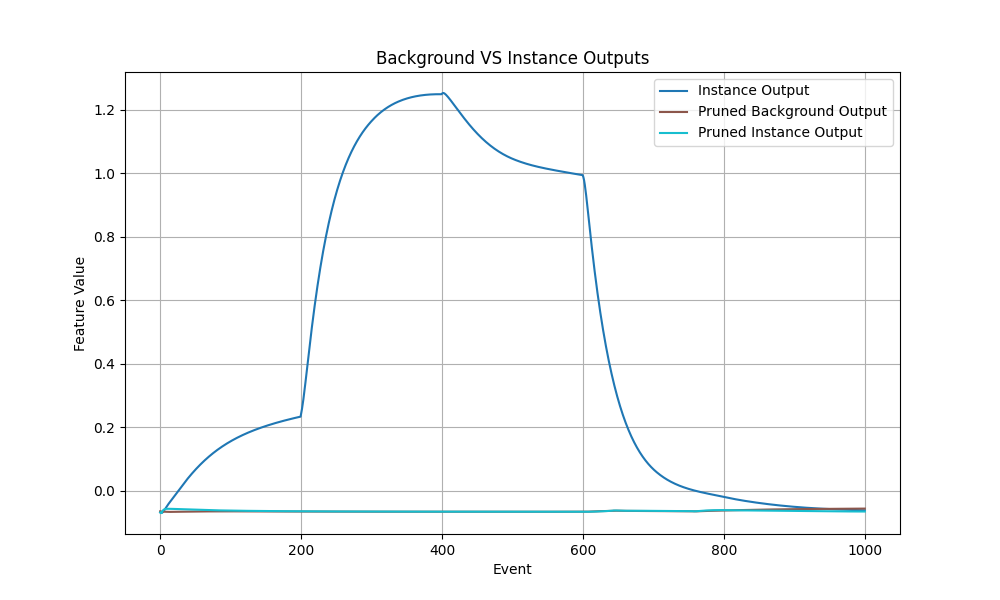 Background VS Instance Outputs
Instance Output
Pruned Background Output
Pruned Instance Output
Feature Value
1.2
1.0
0.8
0.6
0.4
0.2
0.0
0
200
400
600
800
1000
Event